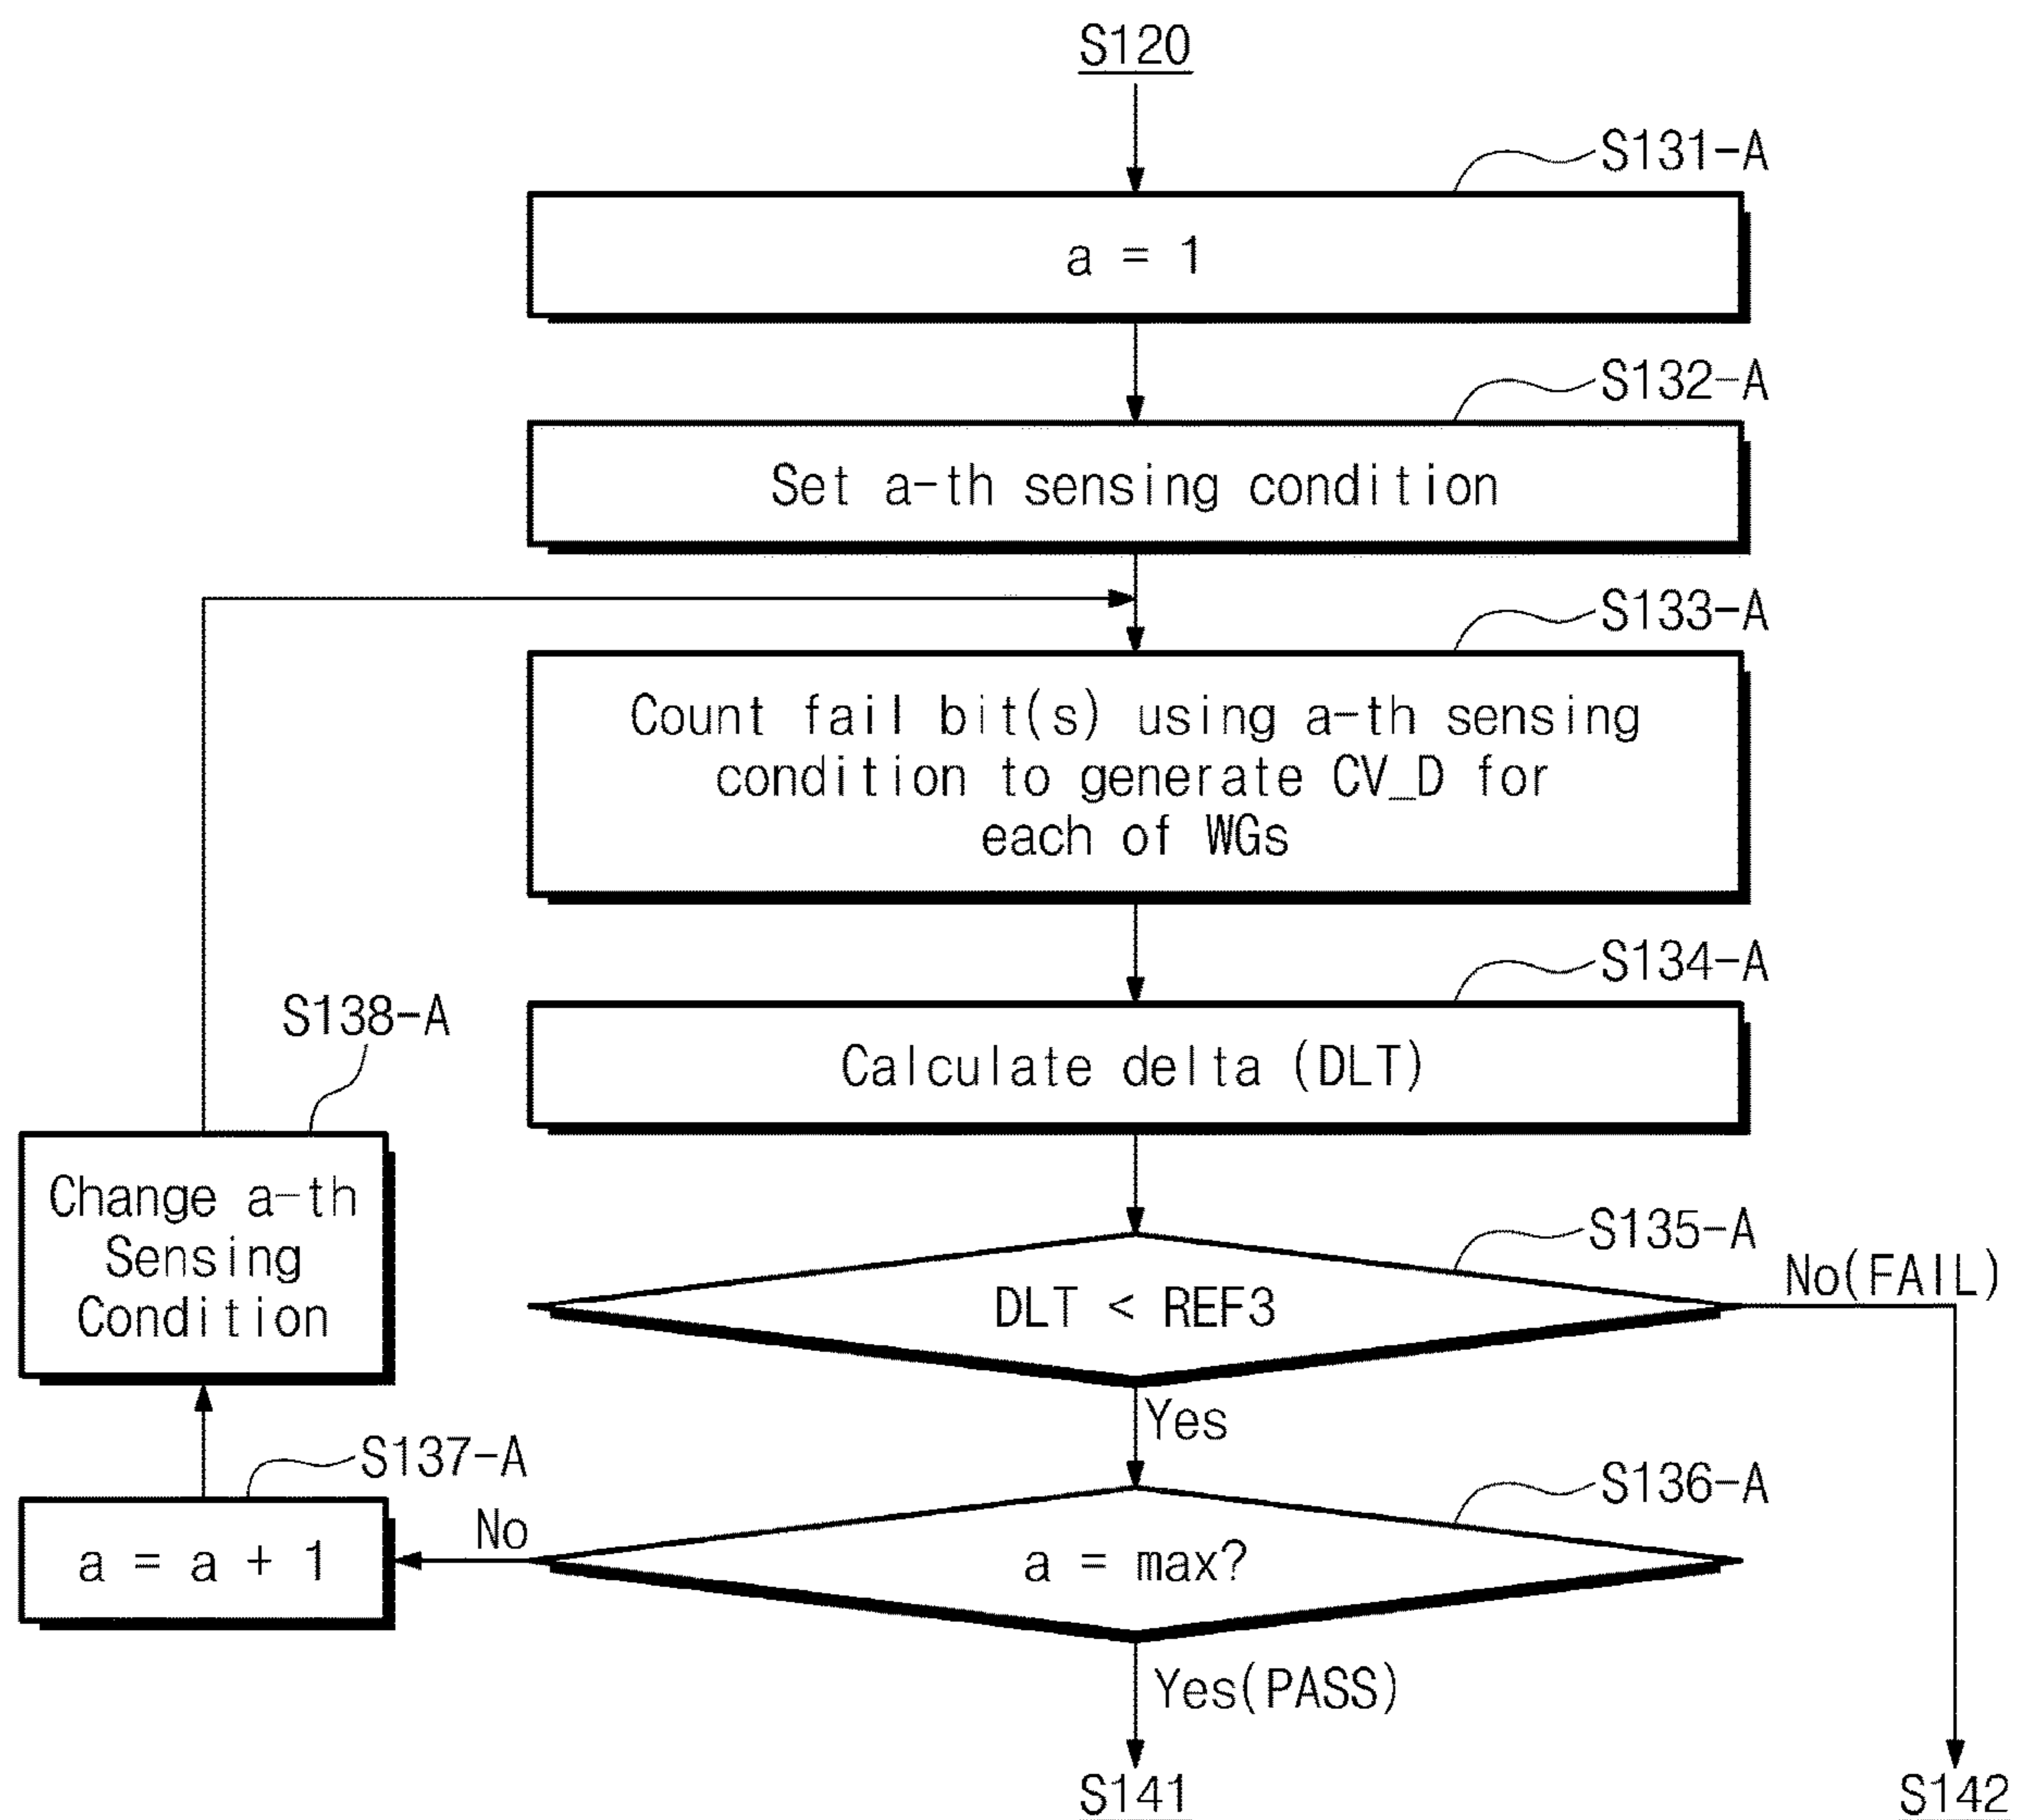 S120
S131-A
a = 1
S132-A
Set a-th sensing condition
S133-A
Count fail bit(s) using a-th sensing
condition to generate CV_D for
each of WGs
S134-A
Calculate delta (DLT)
S138-A
Change a-th
Sensing
Condition
S135-A
DLT < REF3
No(FAIL)
Yes
S137-A
a = a + 1
No
S136-A
a = max?
Yes(PASS)
S141
S142